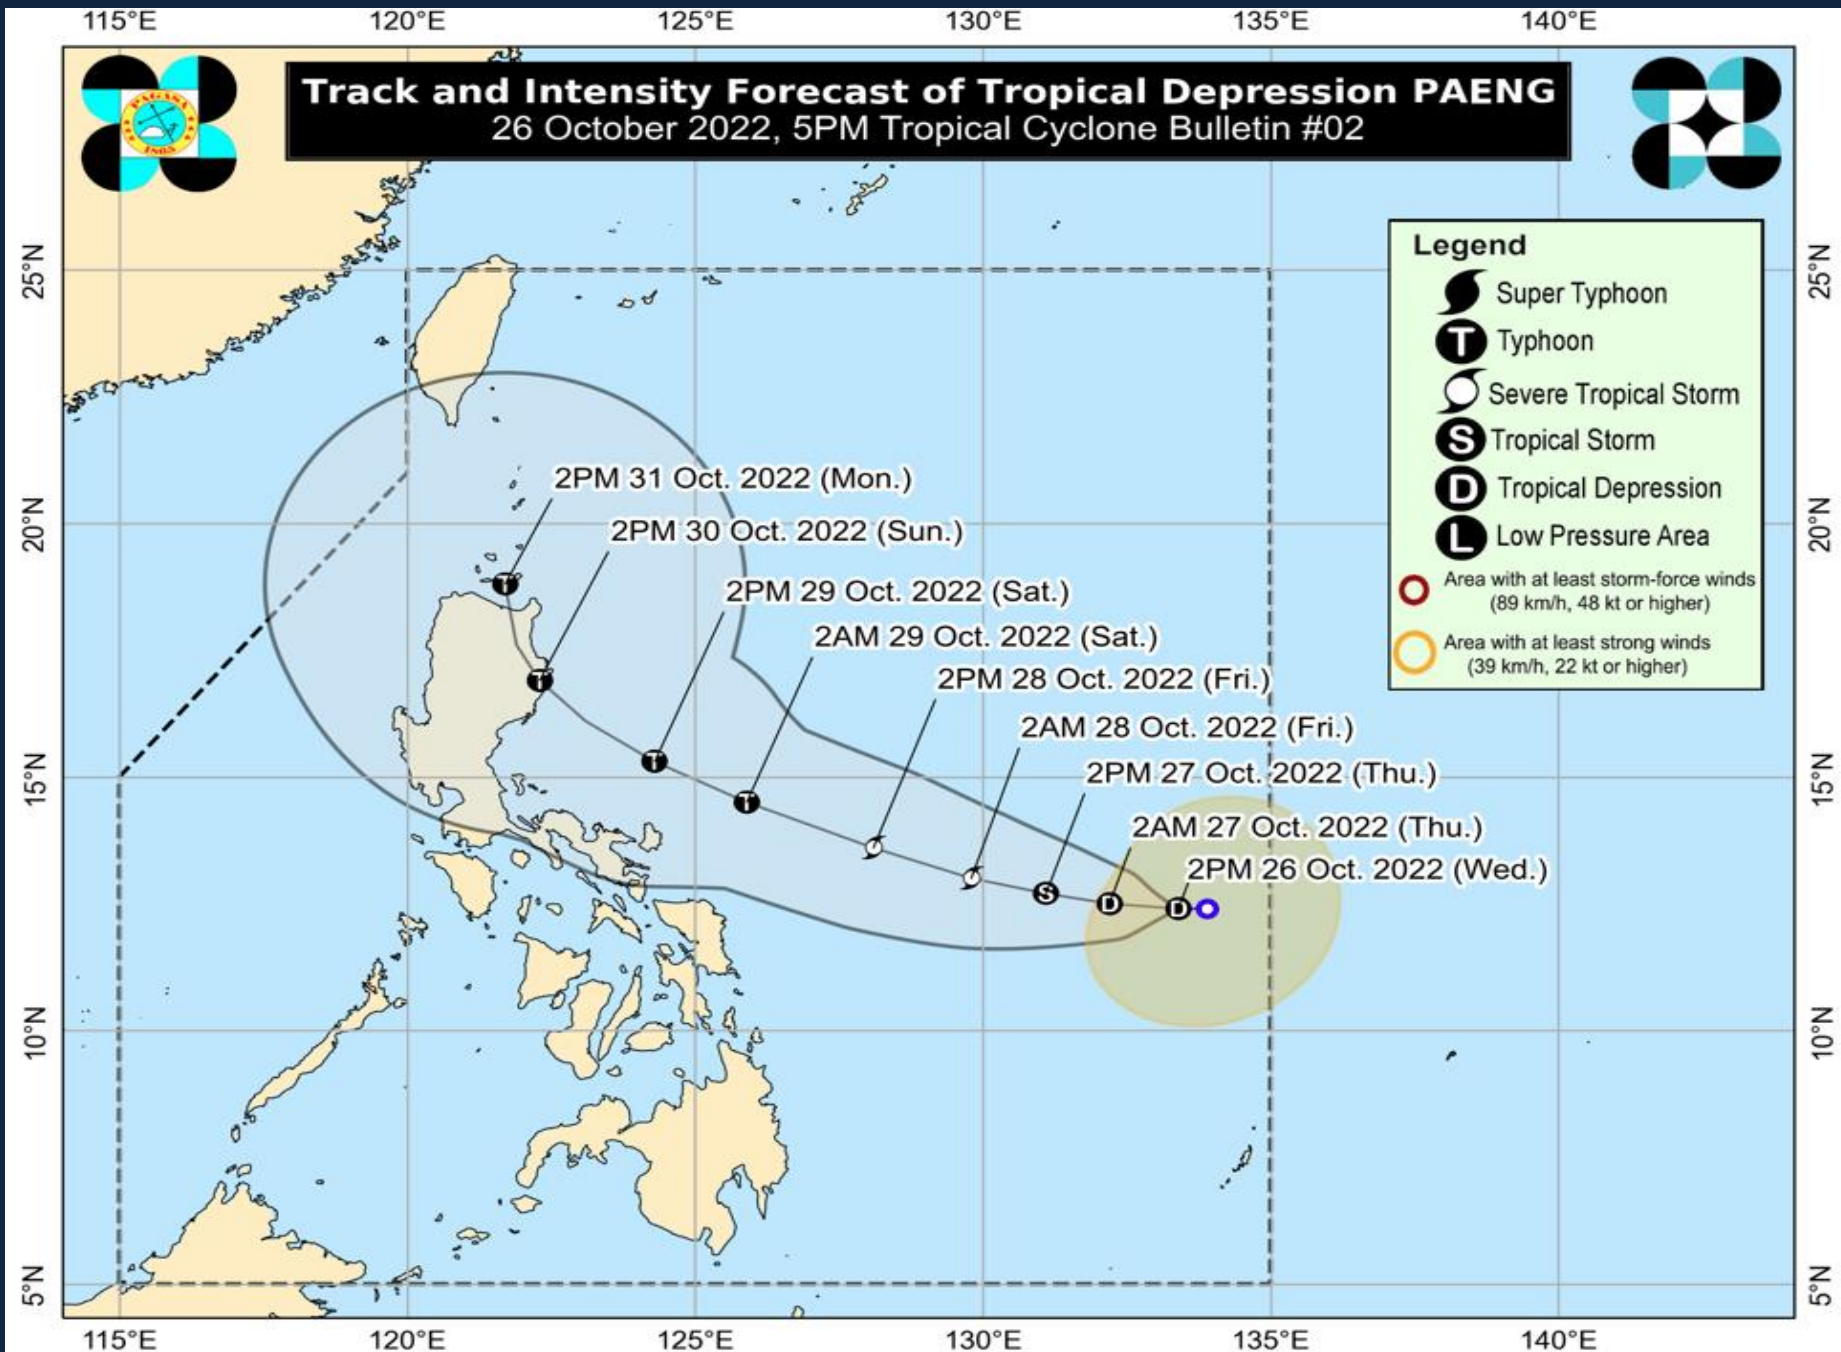 115°E 120°E 125°E 130°E 135°E 140°E
Track and Intensity Forecast of Tropical Depression PAENG
26 October 2022, 5PM Tropical Cyclone Bulletin #02
PAGASA
1865
Legend
Super Typhoon
T Typhoon
Severe Tropical Storm
S Tropical Storm
D Tropical Depression
L Low Pressure Area
Area with at least storm-force winds
(89 km/h, 48 kt or higher)
Area with at least strong winds
(39 km/h, 22 kt or higher)
25°N 25°N
2PM 31 Oct. 2022 (Mon.)
20°N 20°N
2PM 30 Oct. 2022 (Sun.)
T
2PM 29 Oct. 2022 (Sat.)
2AM 29 Oct. 2022 (Sat.)
T
2PM 28 Oct. 2022 (Fri.)
2AM 28 Oct. 2022 (Fri.)
T
15°N 15°N
2PM 27 Oct. 2022 (Thu.)
T
2AM 27 Oct. 2022 (Thu.)
2PM 26 Oct. 2022 (Wed.)
S
D
D
10°N 10°N
5°N 5°N
115°E 120°E 125°E 130°E 135°E 140°E